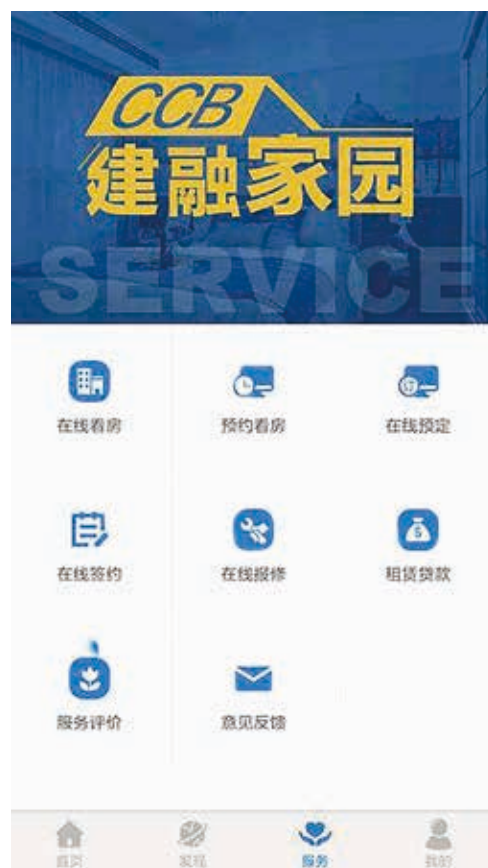 CCB
建融家园
SERVICE
在线看房 预约看房 在线预定
在线签约 在线报修 租赁贷款
服务评价 意见反馈
首页 发现 服务 我的